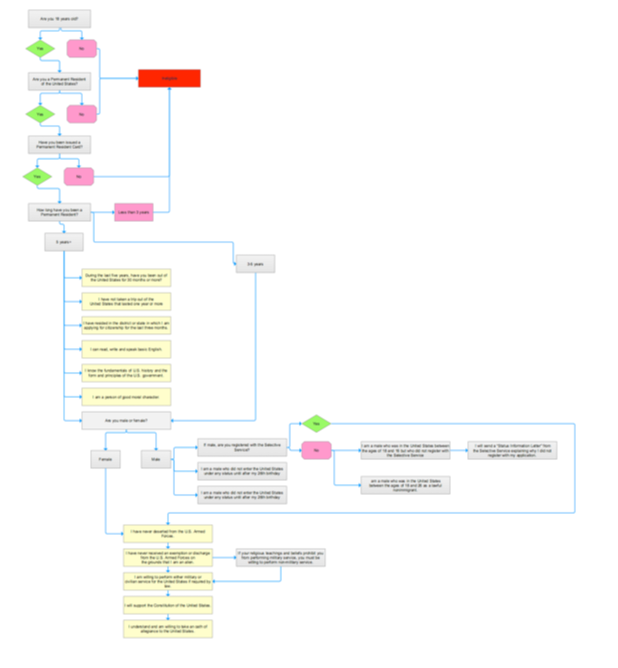 Are you 18 years old?
Yes
No
Are you a Permanent Resident
of the United States?
Yes
No
Have you been issued a
Permanent Resident Card?
Yes
No
How long have you been a
Permanent Resident?
Less than 3 years
5 years+
3-5 years
During the last five years, have you been out of
the United States for 30 months or more?
I have not taken a trip out of the
United States that lasted one year or more
I have resided in the district or state in which I am
applying for citizenship for the last three months.
I can read, write and speak basic English.
I know the fundamentals of U.S. history and the
form and principles of the U.S. government.
I am a person of good moral character.
Are you male or female?
Female
Male
If male, are you registered with the Selective
Service?
Yes
No
I am a male who did not enter the United States
under any status until after my 26th birthday
I am a male who did not enter the United States
under any status until after my 26th birthday
I am a male who was in the United States between
the ages of 18 and but who did not register with
the Selective Service
I will send a "Status Information Letter" from
the Selective Service explaining why I did not
register with my application.
am a male who was in the United States
between the ages of 18 and 26 as a lawful
nonimmigrant.
I have never deserted from the U.S. Armed
Forces.
I have never received an exemption or discharge
from the U.S. Armed Forces on
the grounds that I am an alien.
If your religious teachings and beliefs prohibit you
from performing military service, you must be
willing to perform non-military service.
I am willing to perform either military or
civilian service for the United States if required by
law.
I will support the Constitution of the United States.
I understand and am willing to take an oath of
allegiance to the United States.